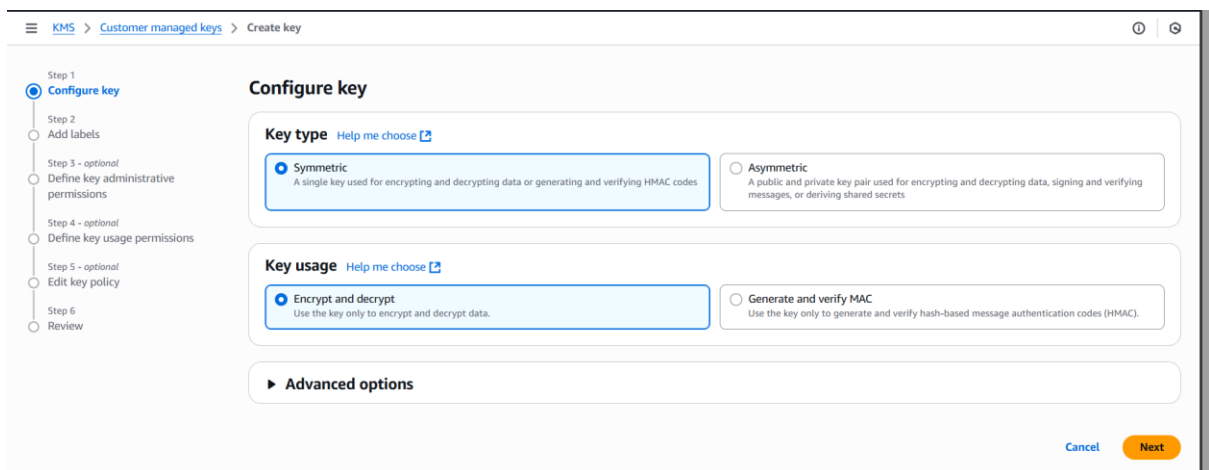 KMS > Customer managed keys > Create key
Step 1
Configure key
Step 2
Add labels
Step 3 - optional
Define key administrative
permissions
Step 4 - optional
Define key usage permissions
Step 5 - optional
Edit key policy
Step 6
Review
Configure key
Key type Help me choose
Symmetric
A single key used for encrypting and decrypting data or generating and verifying HMAC codes
Asymmetric
A public and private key pair used for encrypting and decrypting data, signing and verifying
messages, or deriving shared secrets
Key usage Help me choose
Encrypt and decrypt
Use the key only to encrypt and decrypt data.
Generate and verify MAC
Use the key only to generate and verify hash-based message authentication codes (HMAC).
Advanced options
Cancel Next